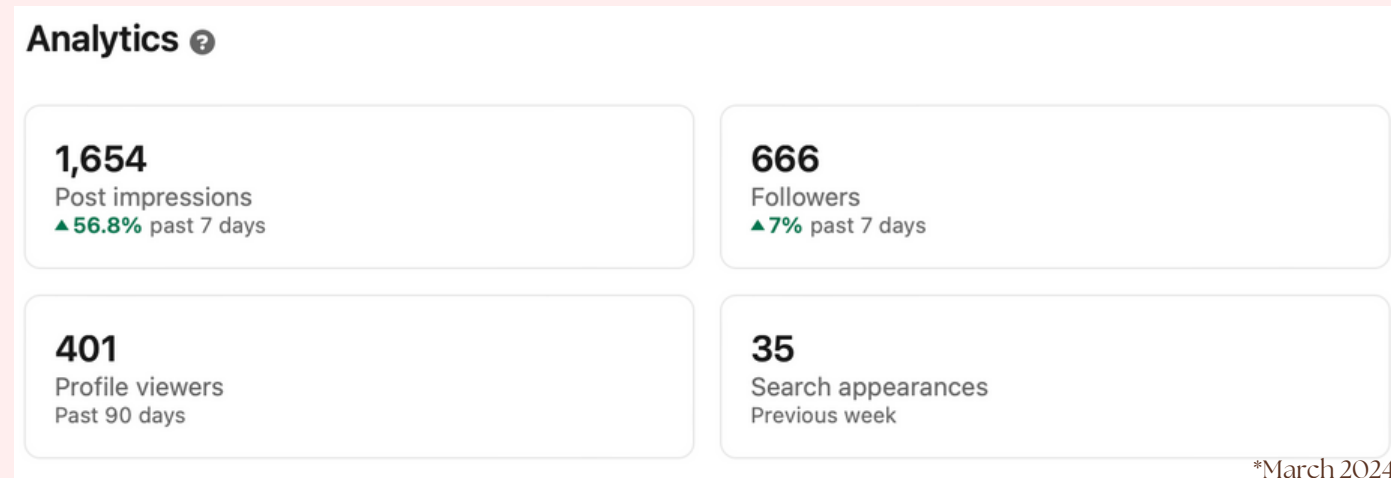 Analytics ?
1,654
Post impressions
▲56.8% past 7 days
666
Followers
▲7% past 7 days
401
Profile viewers
Past 90 days
35
Search appearances
Previous week
*March 2024